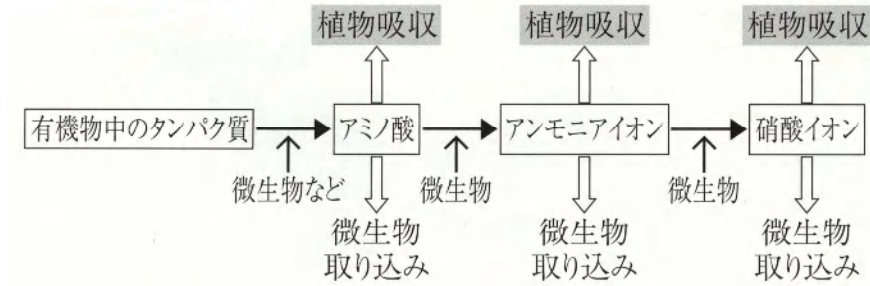 植物吸収
植物吸収
植物吸収
有機物中のタンパク質
アミノ酸
アンモニアイオン
硝酸イオン
微生物など
微生物
微生物
微生物
取り込み
微生物
取り込み
微生物
取り込み